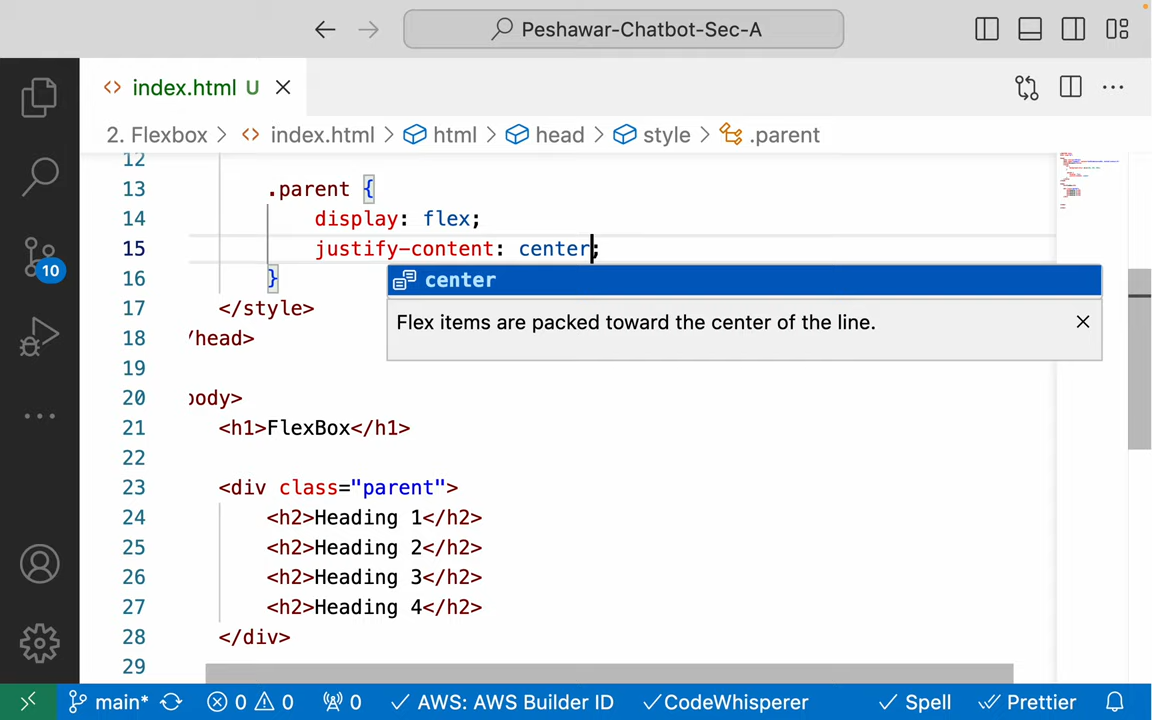 Peshawar-Chatbot-Sec-A
index.html U
2. Flexbox > index.html > html > head > style > .parent
12
13 .parent {
14 display: flex;
15 justify-content: center;
16 }
center
Flex items are packed toward the center of the line.
17 </style>
18 /head>
19
20 body>
21 <h1>FlexBox</h1>
22
23 <div class="parent">
24 <h2>Heading 1</h2>
25 <h2>Heading 2</h2>
26 <h2>Heading 3</h2>
27 <h2>Heading 4</h2>
28 </div>
29
10
main* 0 0 0 AWS: AWS Builder ID CodeWhisperer Spell Prettier